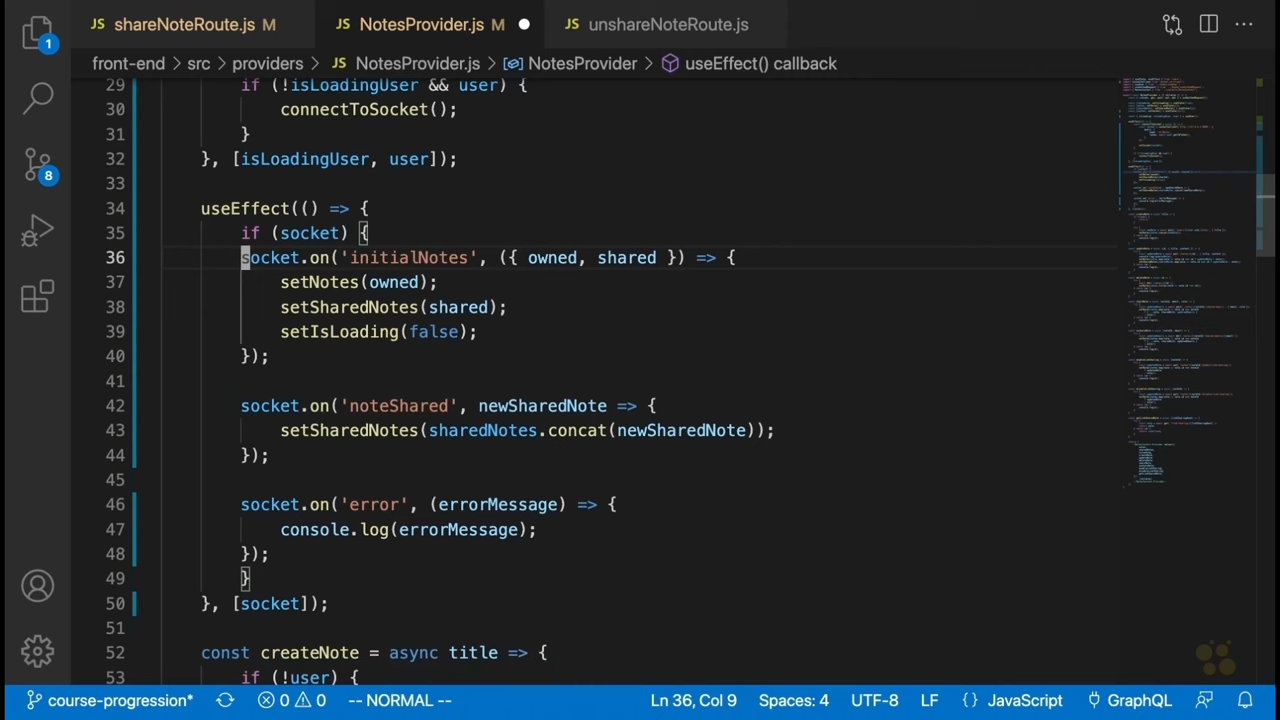 JS shareNoteRoute.js M
JS NotesProvider.js M
JS unshareNoteRoute.js
front-end > src > providers > JS NotesProvider.js > NotesProvider > useEffect() callback
29 if (!isLoadingUser && user) {
30 connectToSocket();
31 }
32 }, [isLoadingUser, user]);
33
34 useEffect(() => {
35 if (socket) {
36 socket.on('initialNotes', ({ owned, shared }) => {
37 setNotes(owned);
38 setSharedNotes(shared);
39 setIsLoading(false);
40 });
41
42 socket.on('noteShared', newSharedNote => {
43 setSharedNotes(sharedNotes.concat(newSharedNote));
44 });
45
46 socket.on('error', (errorMessage) => {
47 console.log(errorMessage);
48 });
49 }
50 }, [socket]);
51
52 const createNote = async title => {
53 if (!user) {
1
8
course-progression* 0 0 -- NORMAL -- Ln 36, Col 9 Spaces: 4 UTF-8 LF {} JavaScript GraphQL